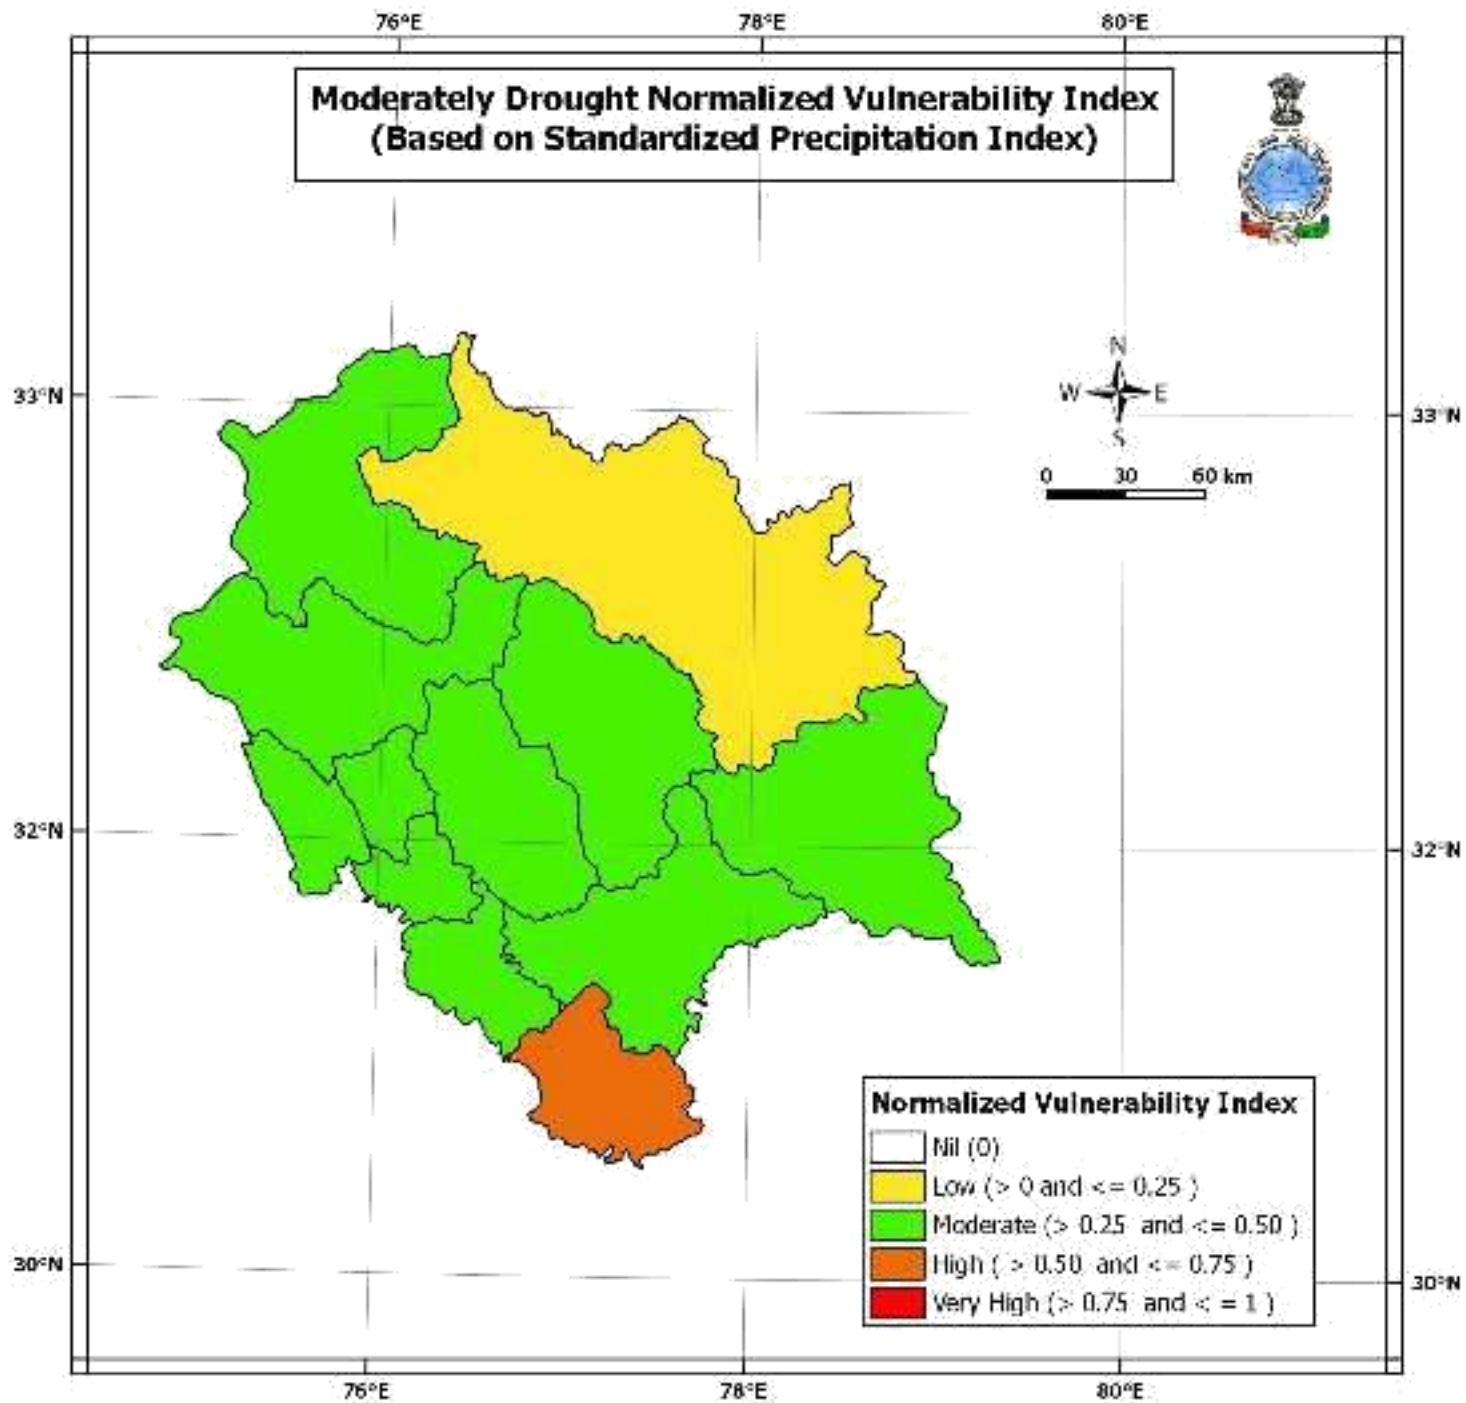 76°E 78°E 80°E
Moderately Drought Normalized Vulnerability Index
(Based on Standardized Precipitation Index)
N
W E
S
33°N 33°N
0 30 60 km
32°N 32°N
Normalized Vulnerability Index
Nil (0)
Low (> 0 and <= 0.25 )
Moderate (> 0.25 and <= 0.50 )
High ( > 0.50 and <= 0.75 )
Very High (> 0.75 and < = 1 )
30°N 30°N
76°E 78°E 80°E